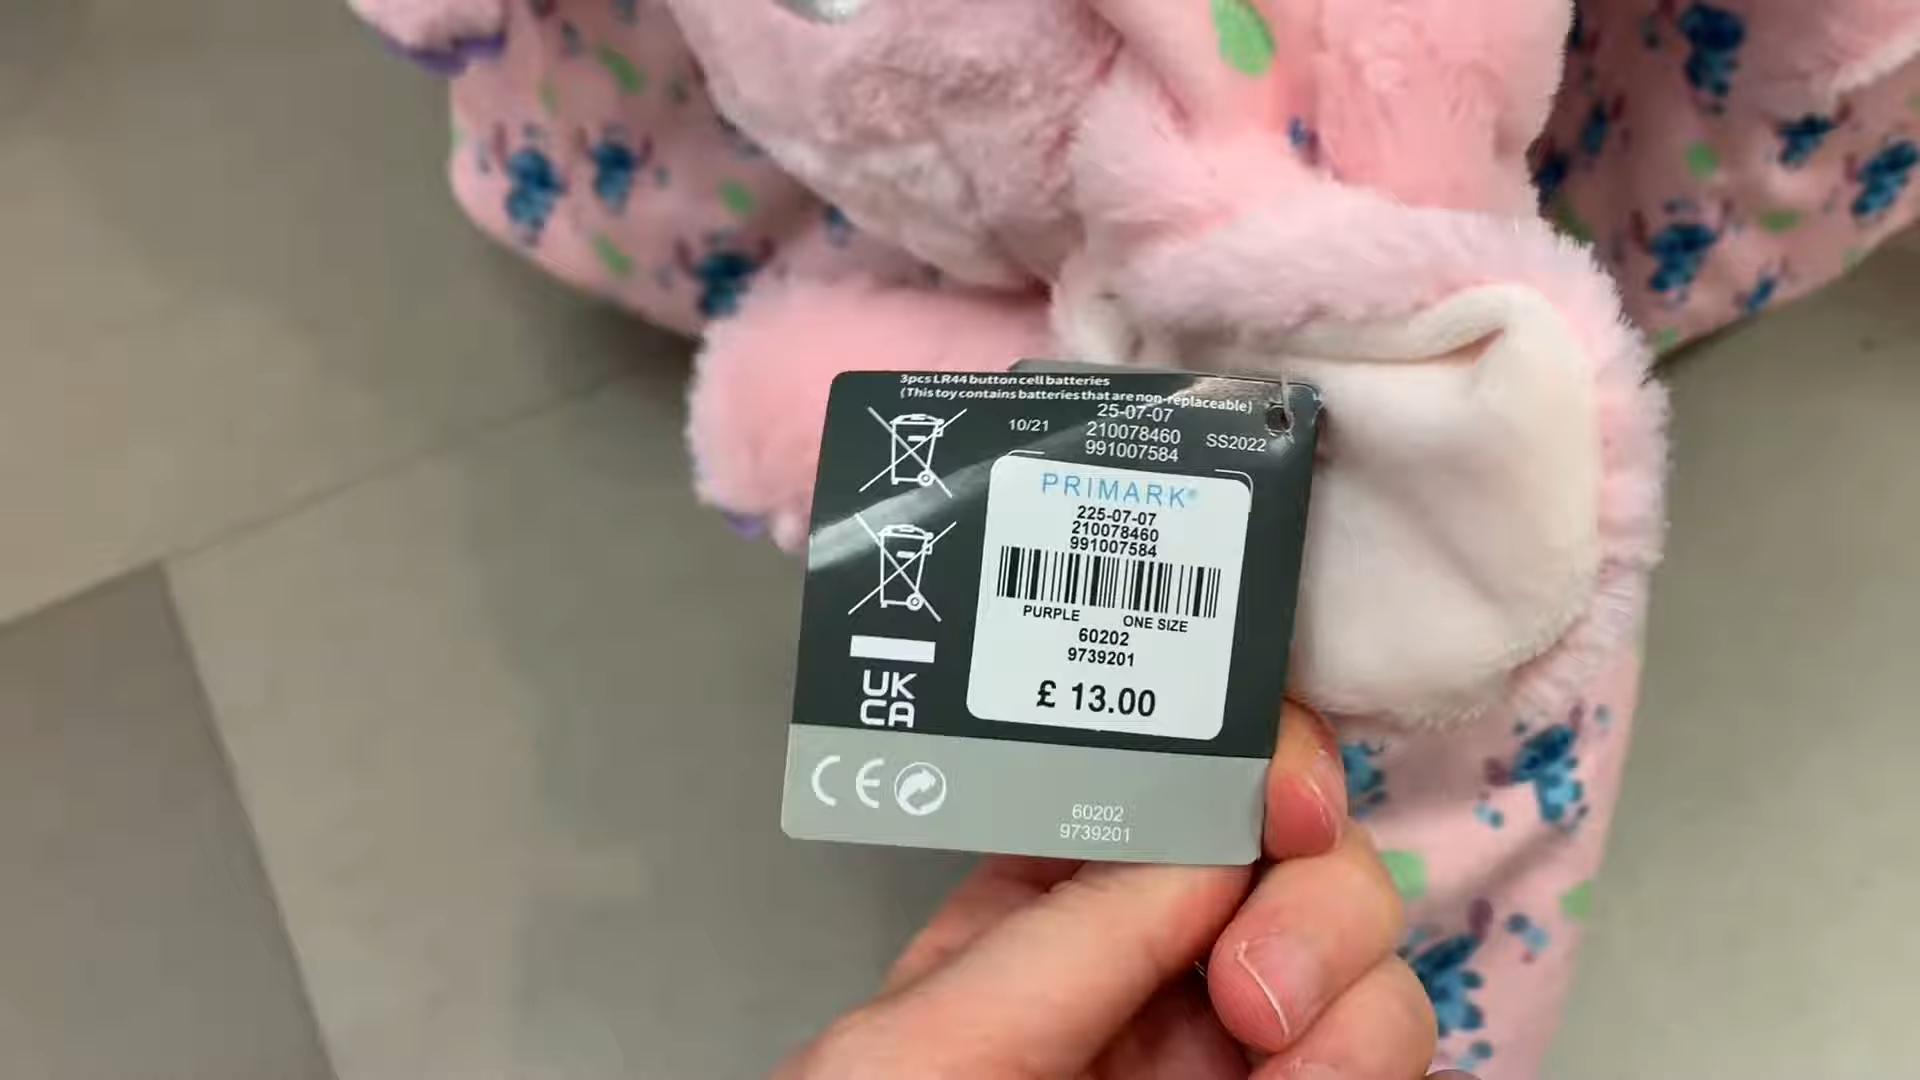 3pcs LR44 button cell batteries
(This toy contains batteries that are non-replaceable)
25-07-07
10/21 210078460 SS2022
991007584
PRIMARK®
225-07-07
210078460
991007584
PURPLE ONE SIZE
60202
9739201
£ 13.00
UK
CA
CE
60202
9739201